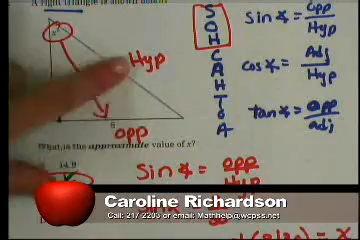 A right triangle is shown below
x°
Hyp
opp
What is the approximate value of x?
14.9
S
O
H
C
A
H
T
O
A
Sin∡ = Opp
Hyp
cos∡ = Adj
Hyp
tan∡ = opp
adj
Sin∡ = opp
Hyp
= x
Caroline Richardson
Call: 217-2203 or email: Mathhelp@wcpss.net